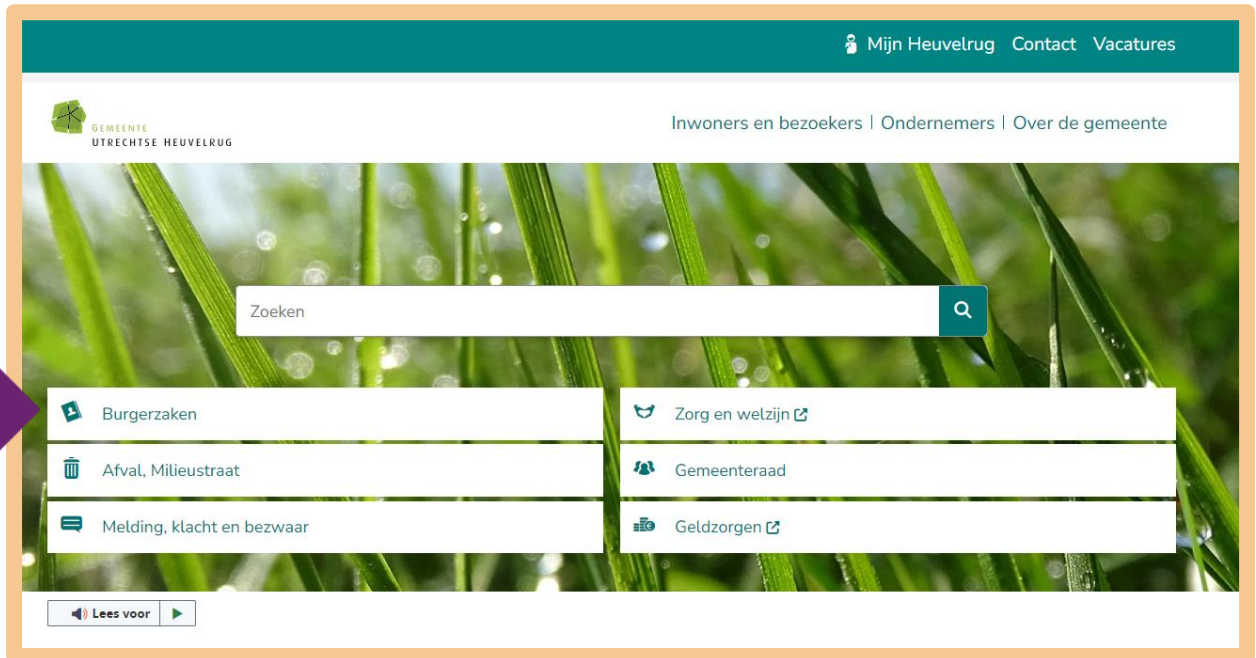 Mijn Heuvelrug Contact Vacatures
GEMEENTE
UTRECHTSE HEUVELRUG
Inwoners en bezoekers | Ondernemers | Over de gemeente
Zoeken
Burgerzaken
Zorg en welzijn
Afval, Milieustraat
Gemeenteraad
Melding, klacht en bezwaar
Geldzorgen
Lees voor